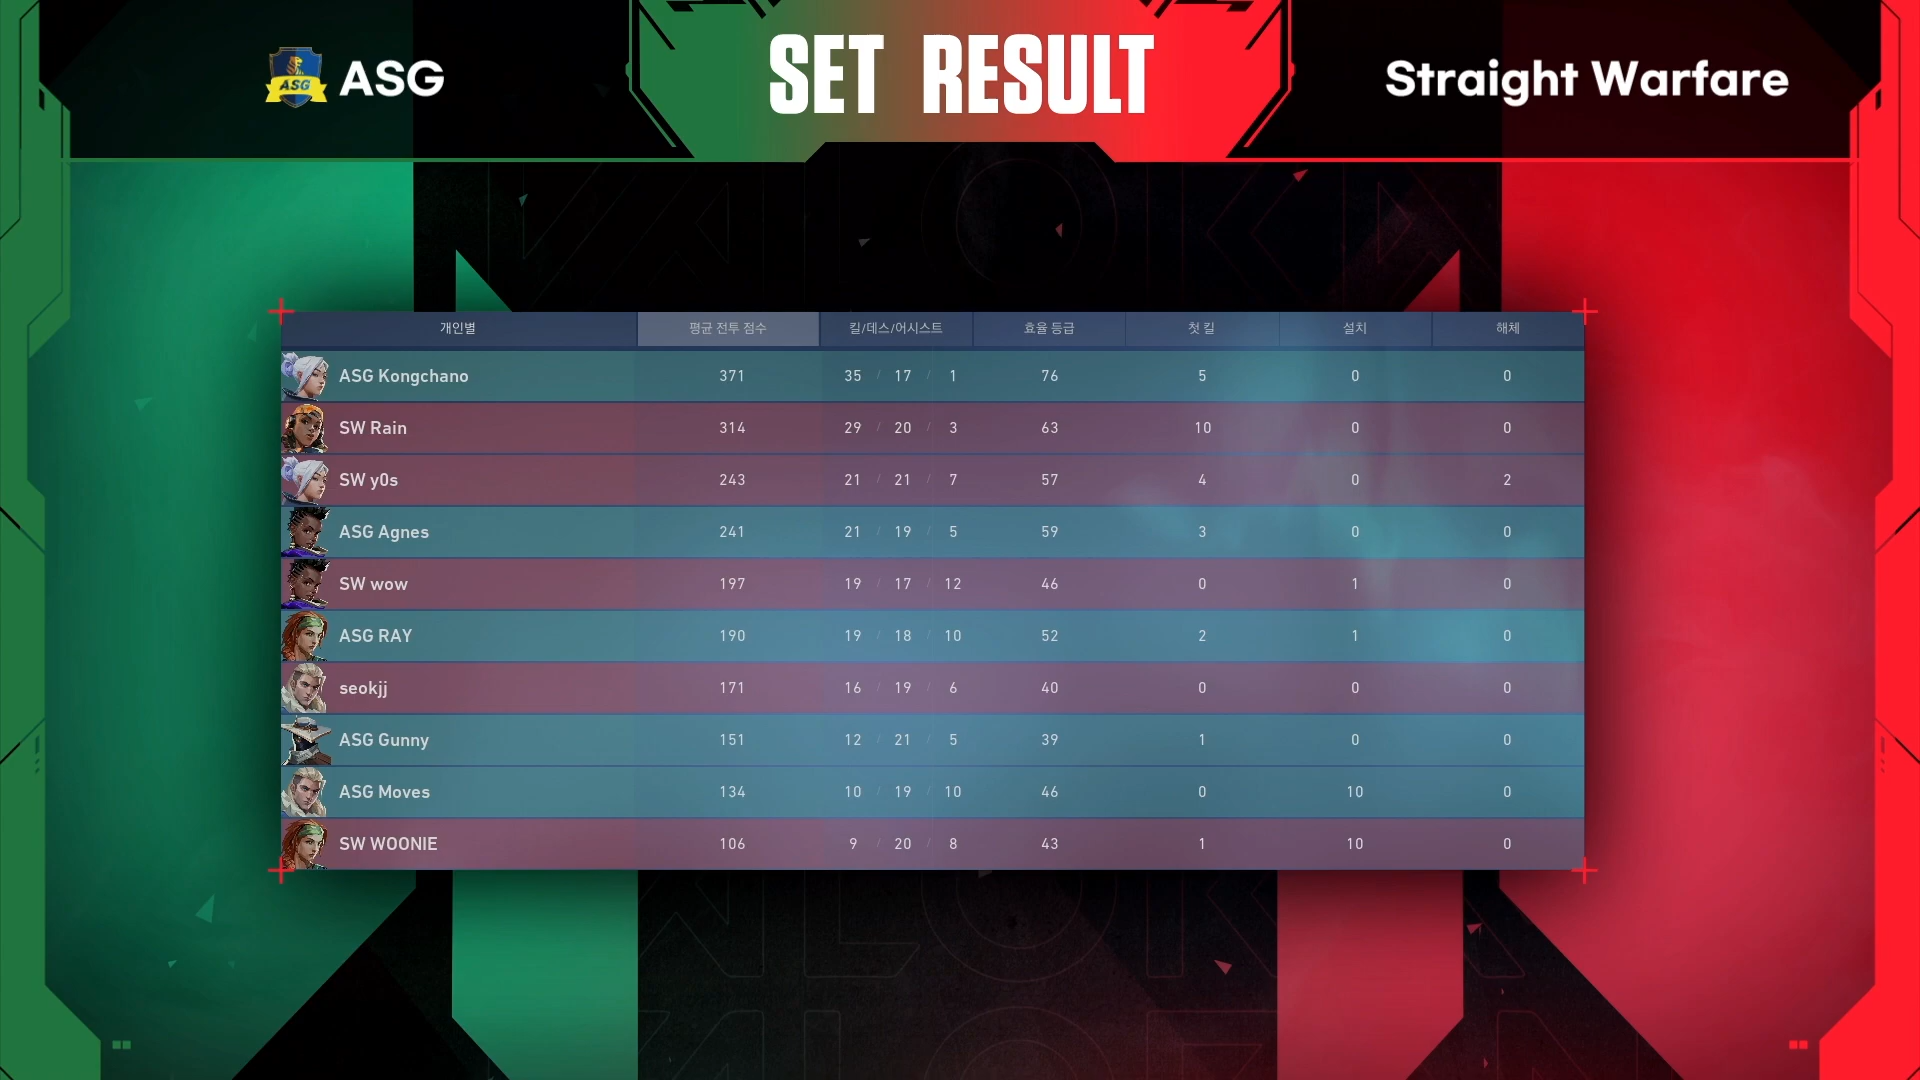 ASG ASG
SET RESULT
Straight Warfare
개인별 평균 전투 점수 킬/데스/어시스트 효율 등급 첫 킬 설치 해체
ASG Kongchano 371 35 / 17 / 1 76 5 0 0
SW Rain 314 29 / 20 / 3 63 10 0 0
SW y0s 243 21 / 21 / 7 57 4 0 2
ASG Agnes 241 21 / 19 / 5 59 3 0 0
SW wow 197 19 / 17 / 12 46 0 1 0
ASG RAY 190 19 / 18 / 10 52 2 1 0
seokjj 171 16 / 19 / 6 40 0 0 0
ASG Gunny 151 12 / 21 / 5 39 1 0 0
ASG Moves 134 10 / 19 / 10 46 0 10 0
SW WOONIE 106 9 / 20 / 8 43 1 10 0